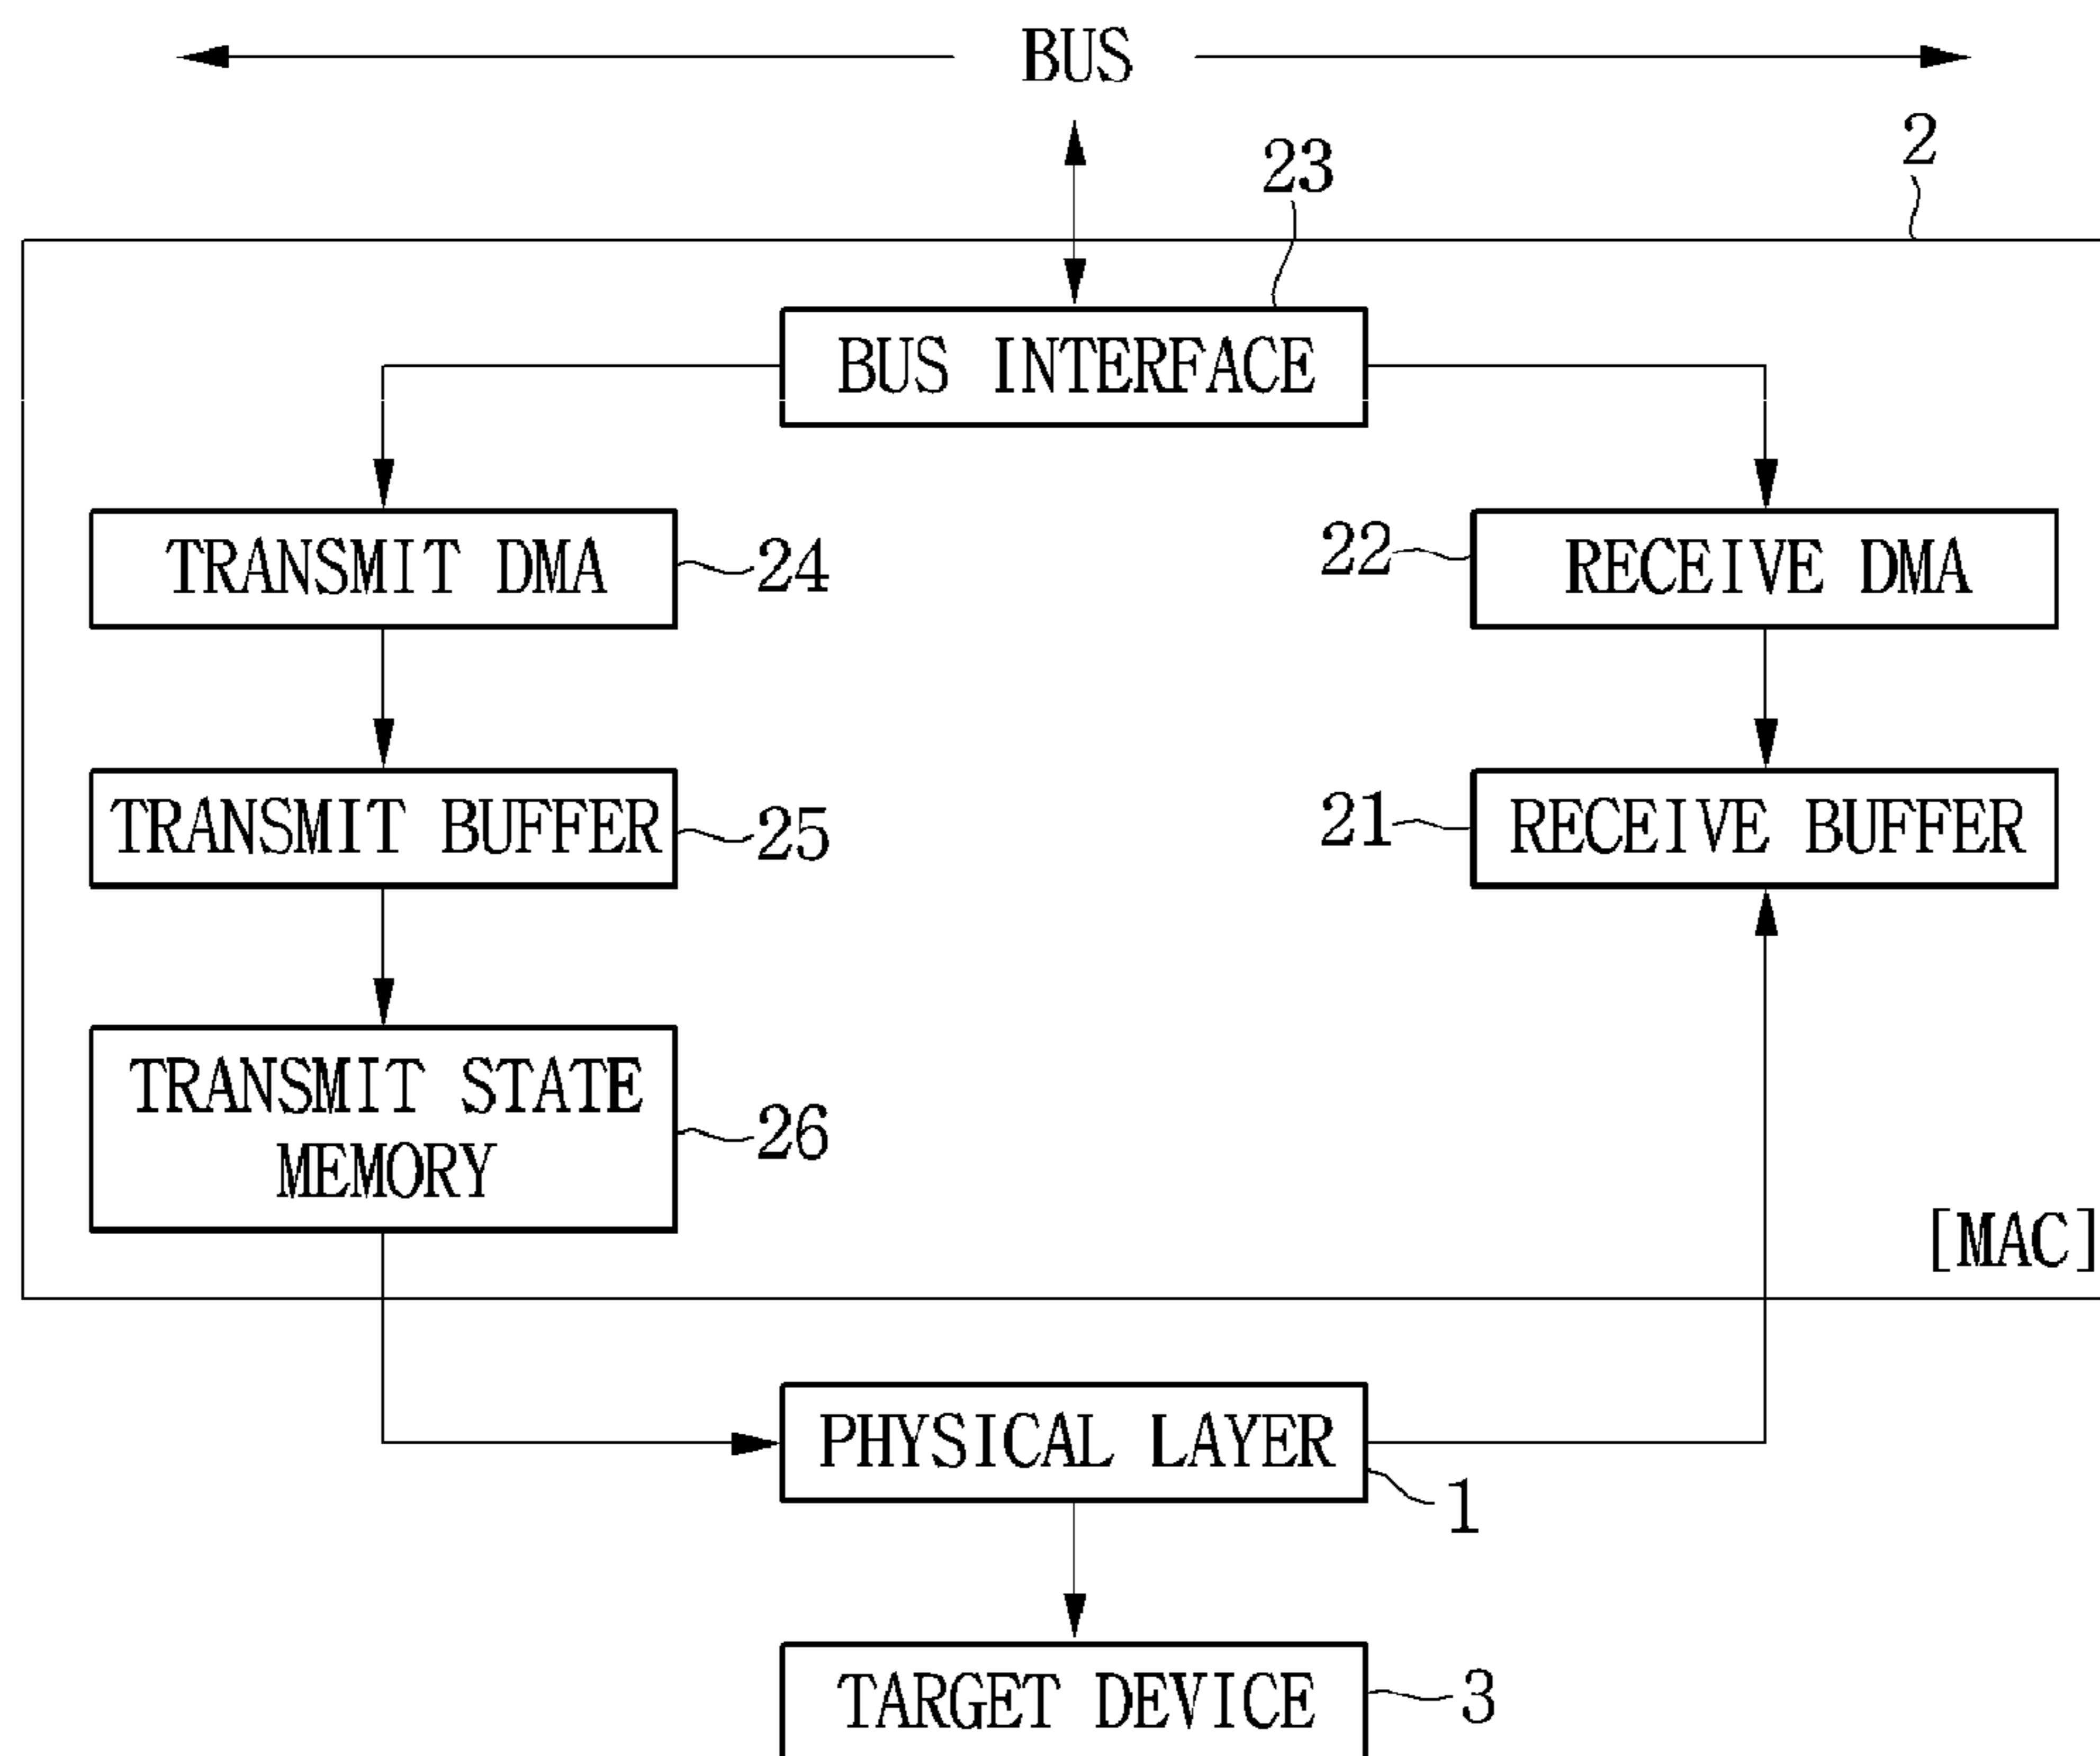 BUS
2
23
BUS INTERFACE
TRANSMIT DMA
24
22
RECEIVE DMA
TRANSMIT BUFFER
25
21
RECEIVE BUFFER
TRANSMIT STATE
MEMORY
26
[MAC]
PHYSICAL LAYER
1
TARGET DEVICE
3